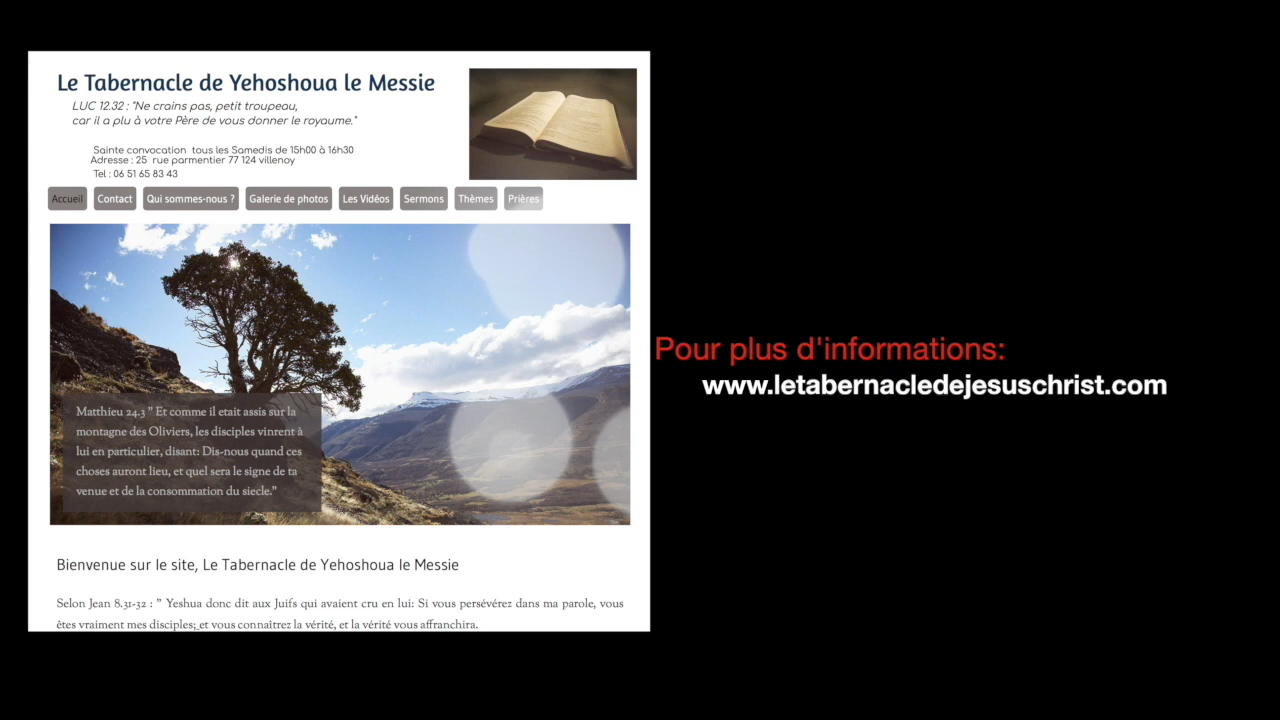 Le Tabernacle de Yehoshoua le Messie
LUC 12.32 : "Ne crains pas, petit troupeau,
car il a plu à votre Père de vous donner le royaume."
Sainte convocation tous les Samedis de 15h00 à 16h30
Adresse : 25 rue parmentier 77 124 villenoy
Tel : 06 51 65 83 43
Accueil Contact Qui sommes-nous ? Galerie de photos Les Vidéos Sermons Thèmes Prières
Matthieu 24.3 " Et comme il etait assis sur la
montagne des Oliviers, les disciples vinrent à
lui en particulier, disant: Dis-nous quand ces
choses auront lieu, et quel sera le signe de ta
venue et de la consommation du siecle."
Pour plus d'informations:
www.letabernacledejesuschrist.com
Bienvenue sur le site, Le Tabernacle de Yehoshoua le Messie
Selon Jean 8.31-32 : " Yeshua donc dit aux Juifs qui avaient cru en lui: Si vous persévérez dans ma parole, vous
êtes vraiment mes disciples; et vous connaîtrez la vérité, et la vérité vous affranchira.